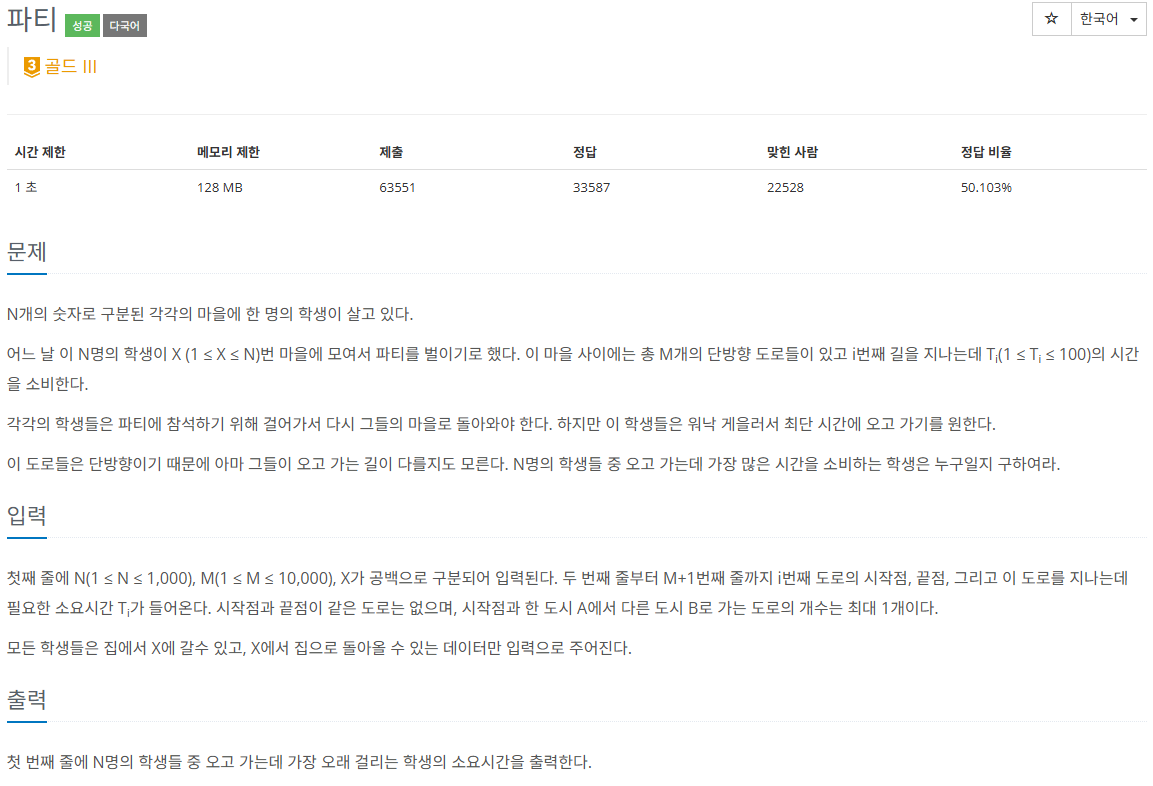 파티 성공 다국어
☆ 한국어
3 골드 III
시간 제한 메모리 제한 제출 정답 맞힌 사람 정답 비율
1 초 128 MB 63551 33587 22528 50.103%
문제
N개의 숫자로 구분된 각각의 마을에 한 명의 학생이 살고 있다.
어느 날 이 N명의 학생이 X (1 ≤ X ≤ N)번 마을에 모여서 파티를 벌이기로 했다. 이 마을 사이에는 총 M개의 단방향 도로들이 있고 i번째 길을 지나는데 Ti(1 ≤ Ti ≤ 100)의 시간
을 소비한다.
각각의 학생들은 파티에 참석하기 위해 걸어가서 다시 그들의 마을로 돌아와야 한다. 하지만 이 학생들은 워낙 게을러서 최단 시간에 오고 가기를 원한다.
이 도로들은 단방향이기 때문에 아마 그들이 오고 가는 길이 다를지도 모른다. N명의 학생들 중 오고 가는데 가장 많은 시간을 소비하는 학생은 누구일지 구하여라.
입력
첫째 줄에 N(1 ≤ N ≤ 1,000), M(1 ≤ M ≤ 10,000), X가 공백으로 구분되어 입력된다. 두 번째 줄부터 M+1번째 줄까지 i번째 도로의 시작점, 끝점, 그리고 이 도로를 지나는데
필요한 소요시간 Ti가 들어온다. 시작점과 끝점이 같은 도로는 없으며, 시작점과 한 도시 A에서 다른 도시 B로 가는 도로의 개수는 최대 1개이다.
모든 학생들은 집에서 X에 갈수 있고, X에서 집으로 돌아올 수 있는 데이터만 입력으로 주어진다.
출력
첫 번째 줄에 N명의 학생들 중 오고 가는데 가장 오래 걸리는 학생의 소요시간을 출력한다.